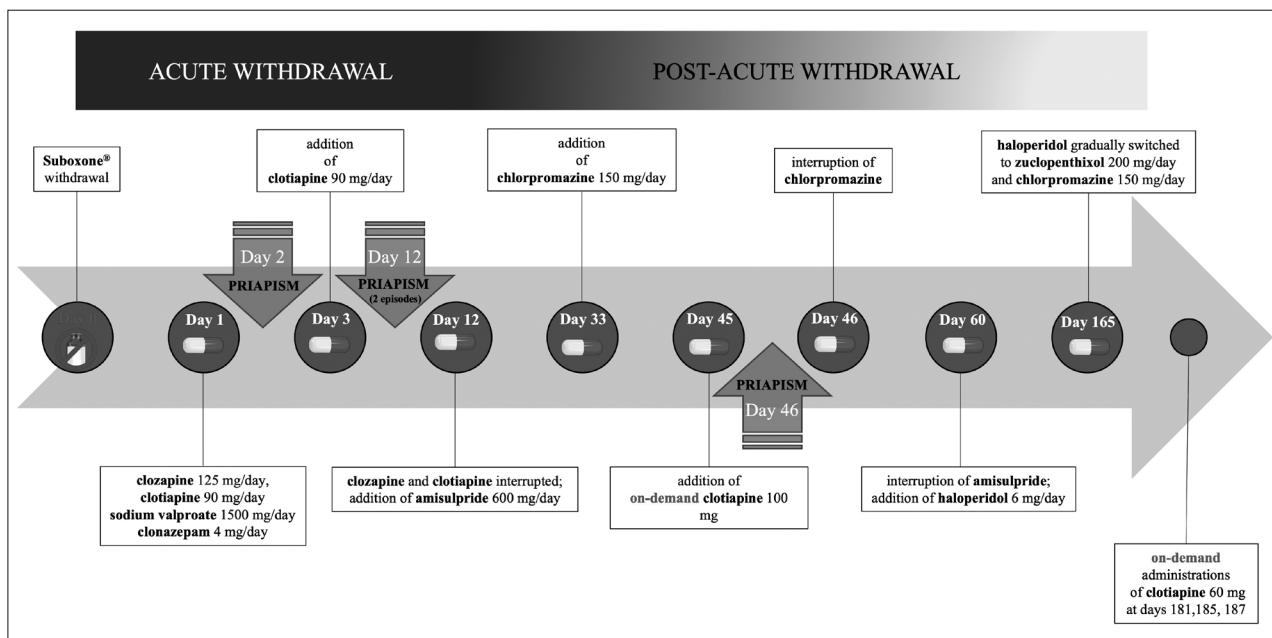 ACUTE WITHDRAWAL
POST-ACUTE WITHDRAWAL
Suboxone®
withdrawal
addition
of
clotiapine 90 mg/day
addition
of
chlorpromazine 150 mg/day
interruption of
chlorpromazine
haloperidol gradually switched
to zuclopenthixol 200 mg/day
and chlorpromazine 150 mg/day
Day 2
PRIAPISM
Day 12
PRIAPISM
(2 episodes)
Day 1
Day 3
Day 12
Day 33
Day 45
Day 46
Day 60
Day 165
PRIAPISM
Day 46
clozapine 125 mg/day,
clotiapine 90 mg/day
sodium valproate 1500 mg/day
clonazepam 4 mg/day
clozapine and clotiapine interrupted;
addition of amisulpride 600 mg/day
addition of
on-demand clotiapine 100
mg
interruption of amisulpride;
addition of haloperidol 6 mg/day
on-demand
administrations
of clotiapine 60 mg
at days 181,185, 187